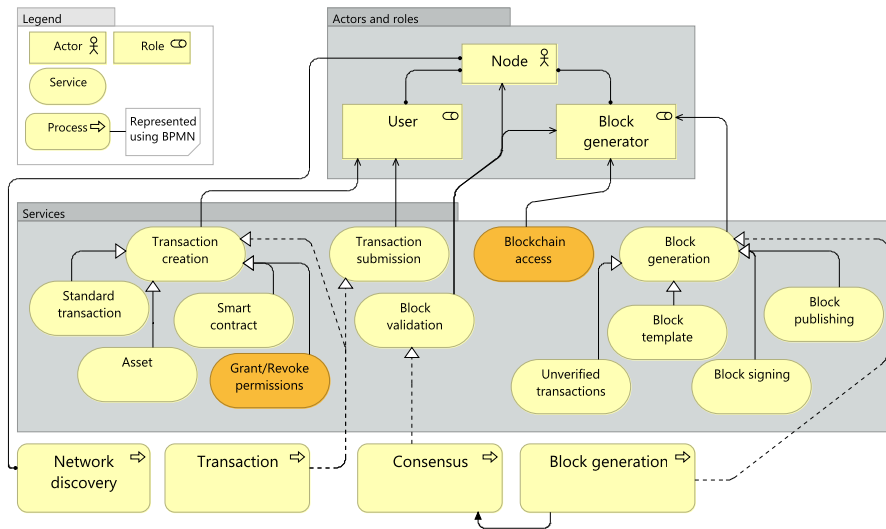 Legend
Actor
Role
Service
Process
Represented
using BPMN
Actors and roles
Node
User
Block
generator
Services
Transaction
creation
Transaction
submission
Blockchain
access
Block
generation
Standard
transaction
Smart
contract
Block
validation
Block
template
Block
publishing
Asset
Grant/Revoke
permissions
Unverified
transactions
Block signing
Network
discovery
Transaction
Consensus
Block generation